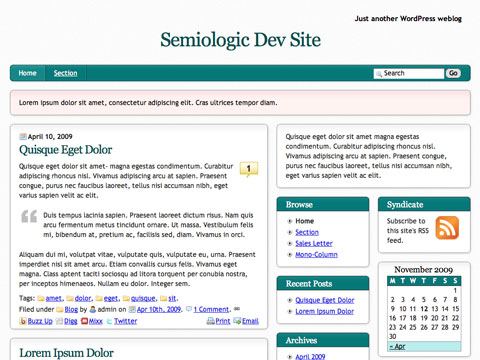 Just another WordPress weblog
Semiologic Dev Site
Home Section Search Go
Lorem ipsum dolor sit amet, consectetur adipiscing elit. Cras ultrices tempor diam.
April 10, 2009
Quisque Eget Dolor
1
Quisque eget dolor sit amet- magna egestas condimentum. Curabitur
adipiscing rhoncus nisl. Vivamus adipiscing arcu at sapien. Praesent
congue, purus nec faucibus laoreet, tellus nisi accumsan nibh, eget
varius sapien velit ac elit.
Duis tempus lacinia sapien. Praesent laoreet dictum risus. Nam quis
arcu fermentum metus tincidunt ornare. Ut massa. Vestibulum felis
mi, bibendum at, pretium ac, facilisis sed, diam. Vivamus in orci.
Aliquam dui mi, volutpat vitae, vulputate quis, vulputate eu, urna. Praesent
imperdiet nisi sit amet arcu. Etiam convallis cursus felis. Vivamus eget
magna. Class aptent taciti sociosqu ad litora torquent per conubia nostra,
per inceptos himenaeos. Nullam eu dolor. Integer sem.
Tags: amet, dolor, eget, quisque, sit.
Filed under Blog by admin on Apr 10th, 2009. 1 Comment.
Buzz Up Digg Mixx Twitter Print Email
Lorem Ipsum Dolor
Quisque eget dolor sit amet magna egestas
condimentum. Curabitur adipiscing rhoncus
nisl. Vivamus adipiscing arcu at sapien.
Praesent congue, purus nec faucibus
laoreet, tellus nisi accumsan nibh, eget
varius sapien velit ac elit.
Browse
Home
Section
Sales Letter
Mono-Column
Recent Posts
Quisque Eget Dolor
Lorem Ipsum Dolor
Archives
April 2009
Syndicate
Subscribe to
this site's RSS
feed.
November 2009
M T W T F S S
1
2 3 4 5 6 7 8
9 10 11 12 13 14 15
16 17 18 19 20 21 22
23 24 25 26 27 28 29
30
« Apr